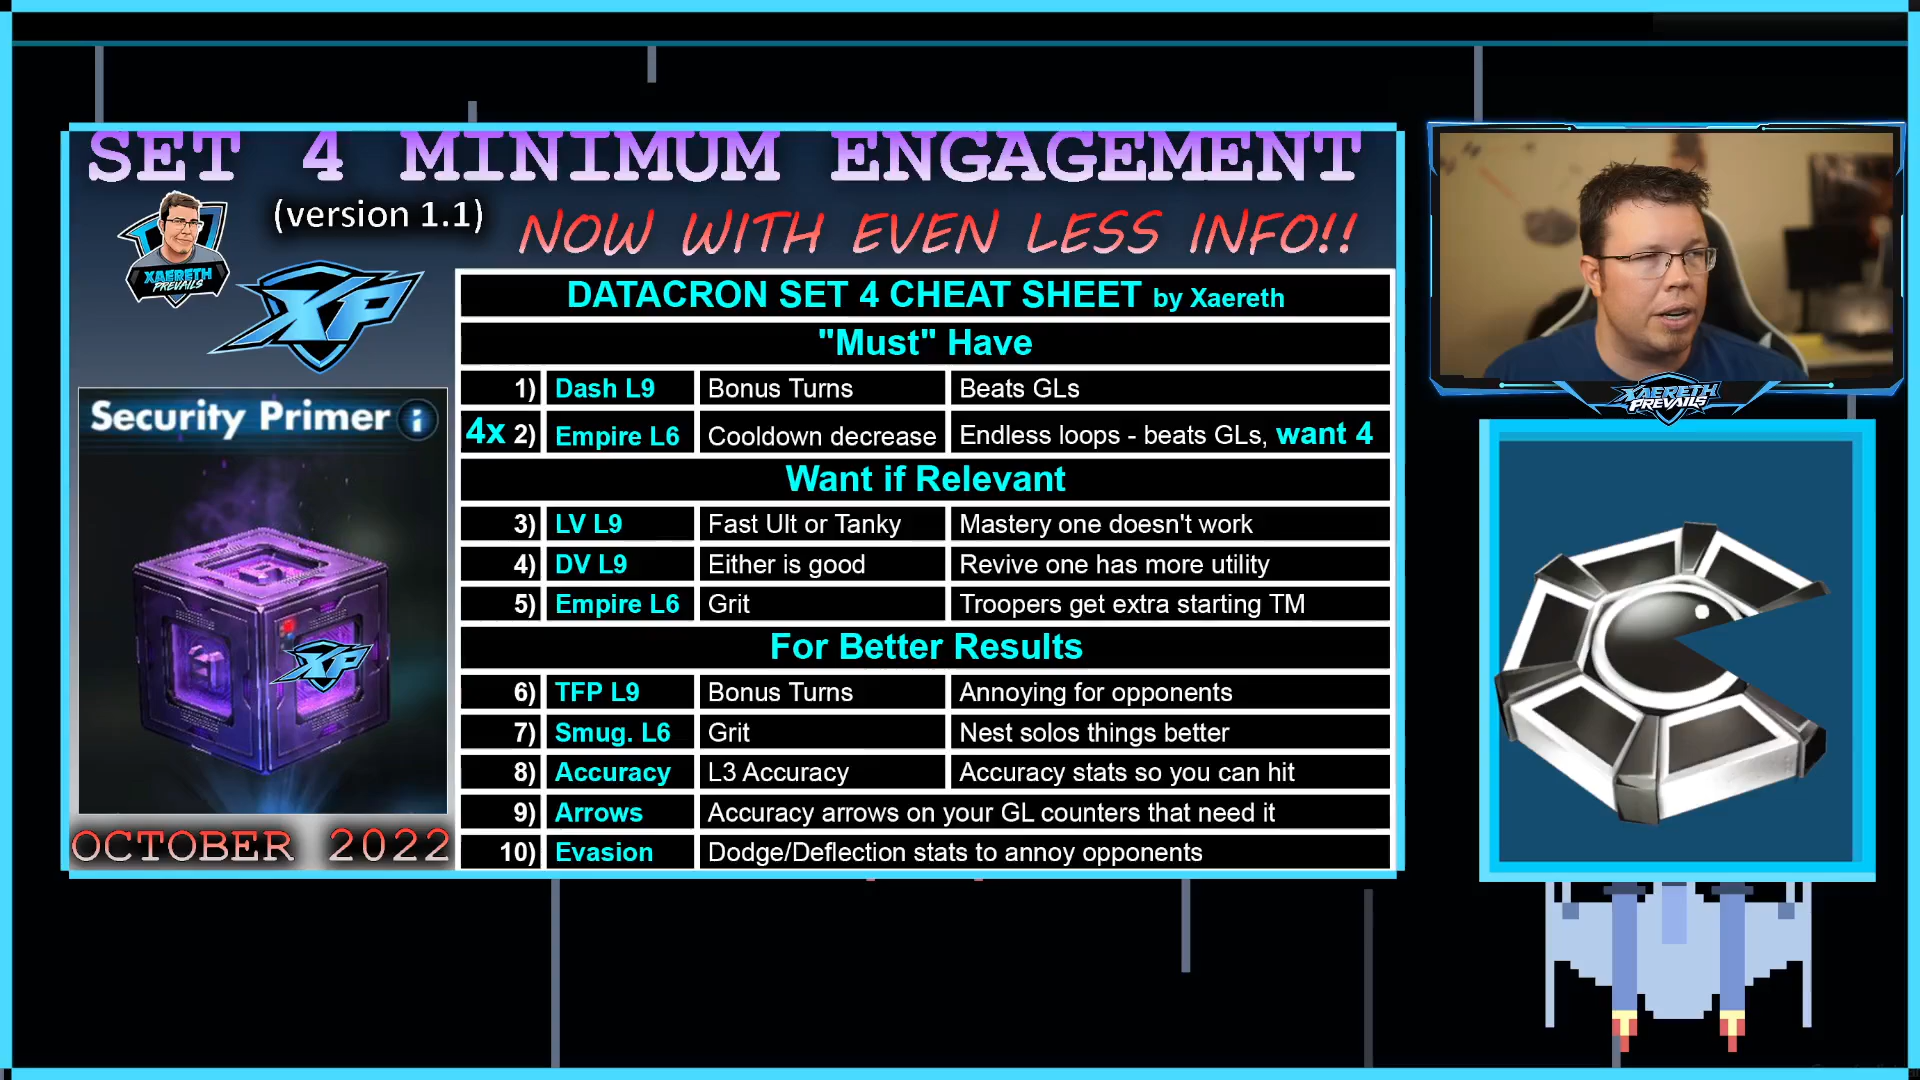 SET 4 MINIMUM ENGAGEMENT
(version 1.1)
NOW WITH EVEN LESS INFO!!
XAERETH
PREVAILS
XP
DATACRON SET 4 CHEAT SHEET by Xaereth
"Must" Have
1) Dash L9 Bonus Turns Beats GLs
4x 2) Empire L6 Cooldown decrease Endless loops - beats GLs, want 4
Want if Relevant
3) LV L9 Fast Ult or Tanky Mastery one doesn't work
4) DV L9 Either is good Revive one has more utility
5) Empire L6 Grit Troopers get extra starting TM
For Better Results
6) TFP L9 Bonus Turns Annoying for opponents
7) Smug. L6 Grit Nest solos things better
8) Accuracy L3 Accuracy Accuracy stats so you can hit
9) Arrows Accuracy arrows on your GL counters that need it
10) Evasion Dodge/Deflection stats to annoy opponents
Security Primer i
XP
OCTOBER 2022
XAERETH
PREVAILS